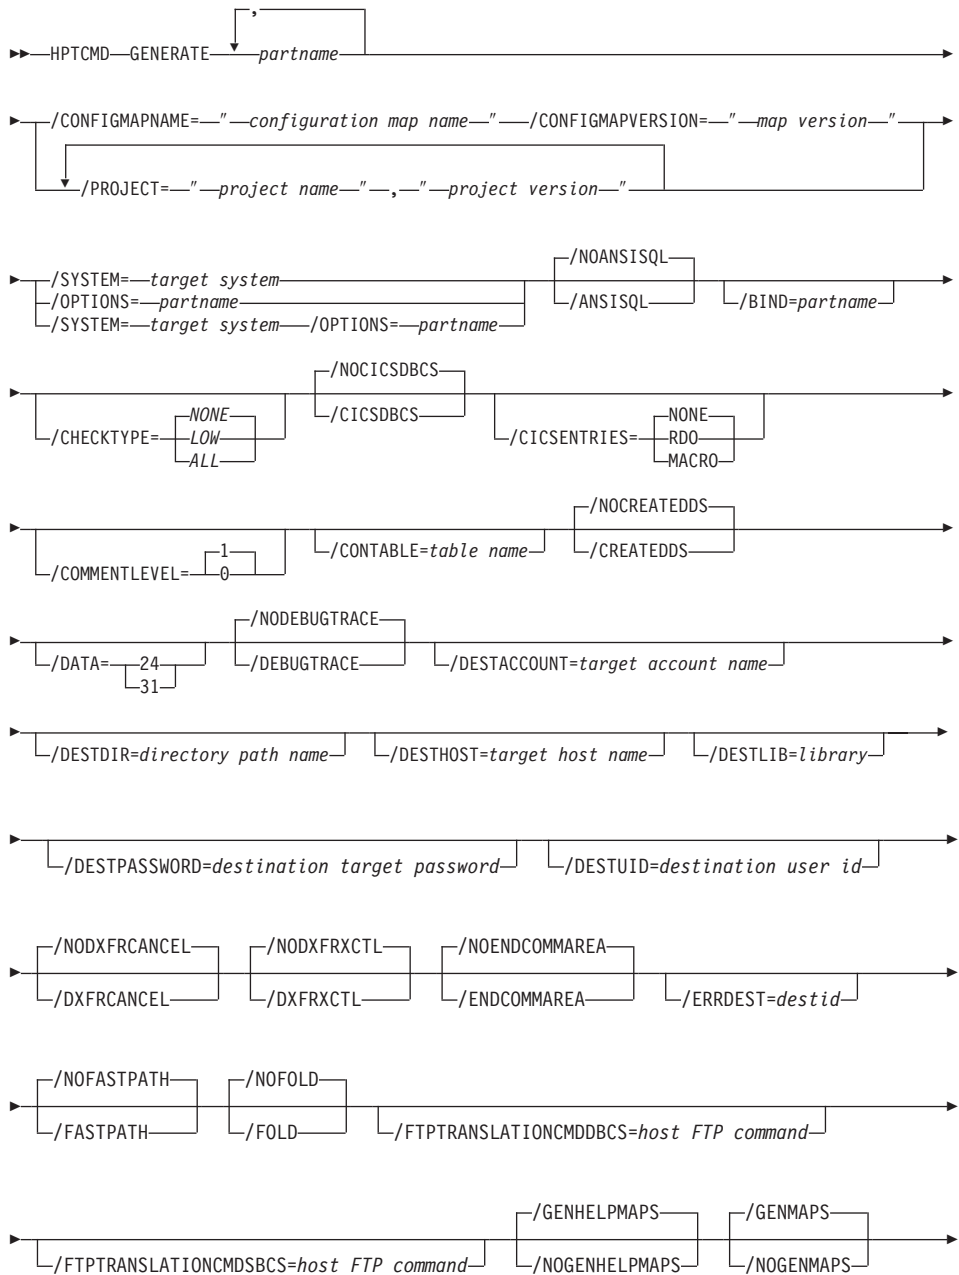 ,
HPTCMD GENERATE partname
/CONFIGMAPNAME= " configuration map name " /CONFIGMAPVERSION= " map version "
/PROJECT= " project name " , " project version "
/NOANSISQL
/SYSTEM= target system
/OPTIONS= partname /ANSISQL /BIND=partname
/SYSTEM= target system /OPTIONS= partname
/NOCICSDBCS
NONE /CICSDBCS NONE
/CHECKTYPE= LOW /CICSENTRIES= RDO
ALL MACRO
/NOCREATEDDS
1 /CONTABLE=table name /CREATEDDS
/COMMENTLEVEL= 0
/NODEBUGTRACE
/DATA= 24 /DEBUGTRACE /DESTACCOUNT=target account name
31
/DESTDIR=directory path name /DESTHOST=target host name /DESTLIB=library
/DESTPASSWORD=destination target password /DESTUID=destination user id
/NODXFRCANCEL /NODXFRXCTL /NOENDCOMMAREA
/DXFRCANCEL /DXFRXCTL /ENDCOMMAREA /ERRDEST=destid
/NOFASTPATH /NOFOLD
/FASTPATH /FOLD /FTPTRANSLATIONCMDDBCS=host FTP command
/GENHELPMAPS /GENMAPS
/FTPTRANSLATIONCMDSBCS=host FTP command /NOGENHELPMAPS /NOGENMAPS